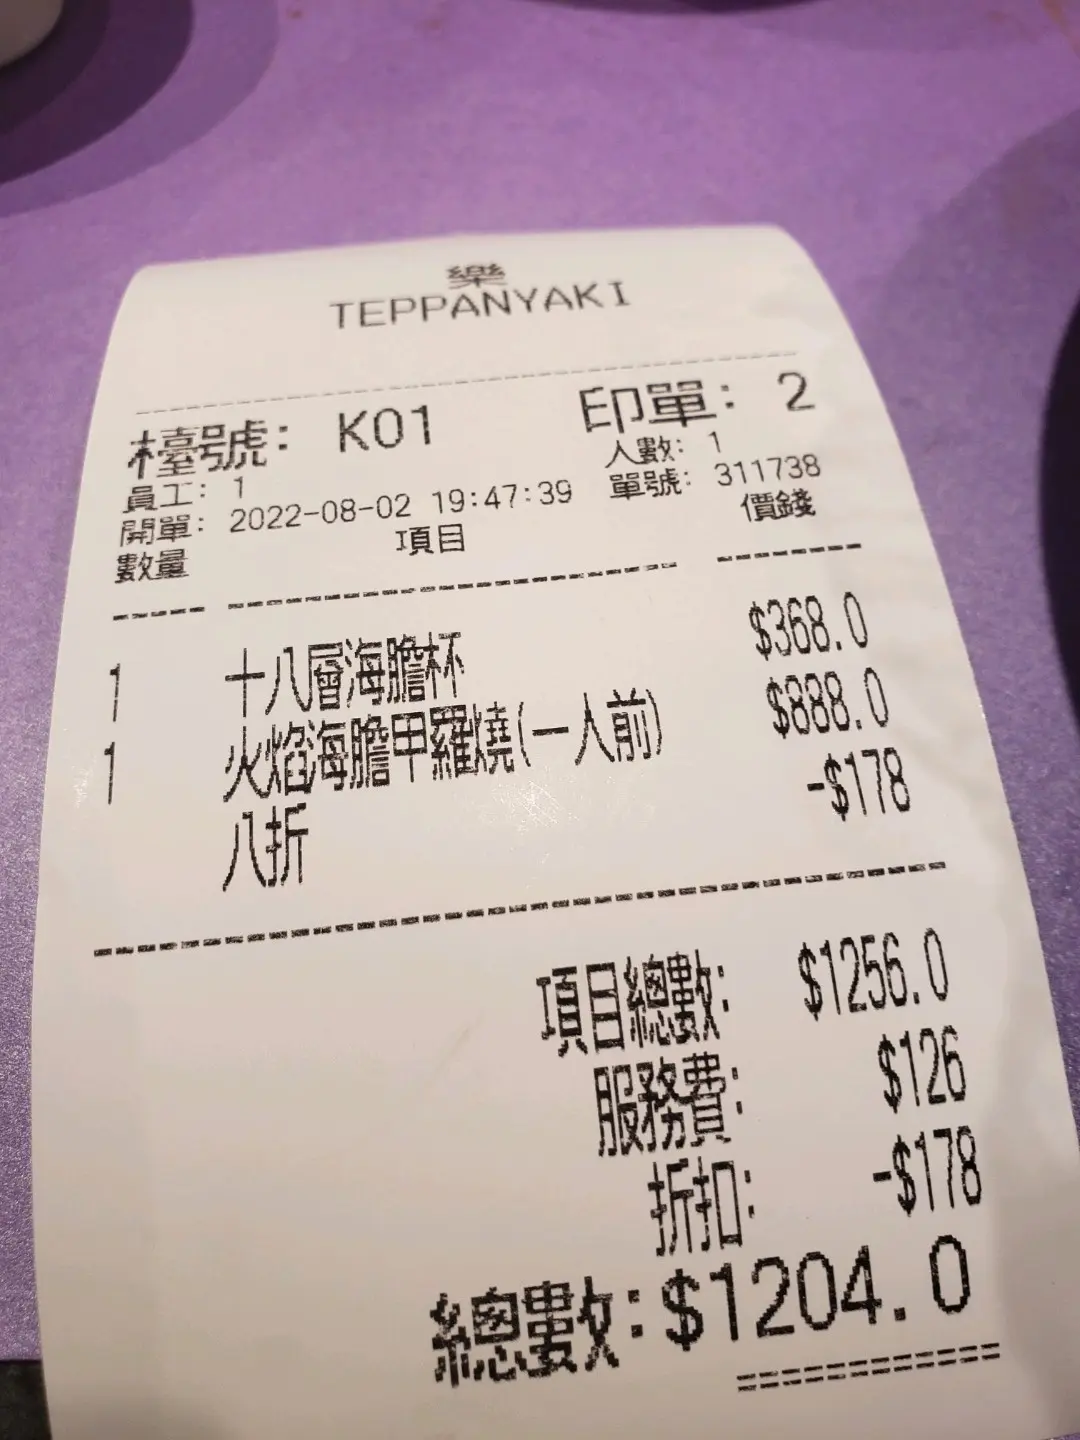 樂
TEPPANYAKI
檯號: K01 印單: 2
員工: 1 人數: 1
開單: 2022-08-02 19:47:39 單號: 311738
數量 項目 價錢
1 十八層海膽杯 $368.0
1 火焰海膽甲羅燒(一人前) $888.0
八折 -$178
項目總數: $1256.0
服務費: $126
折扣: -$178
總數: $1204.0